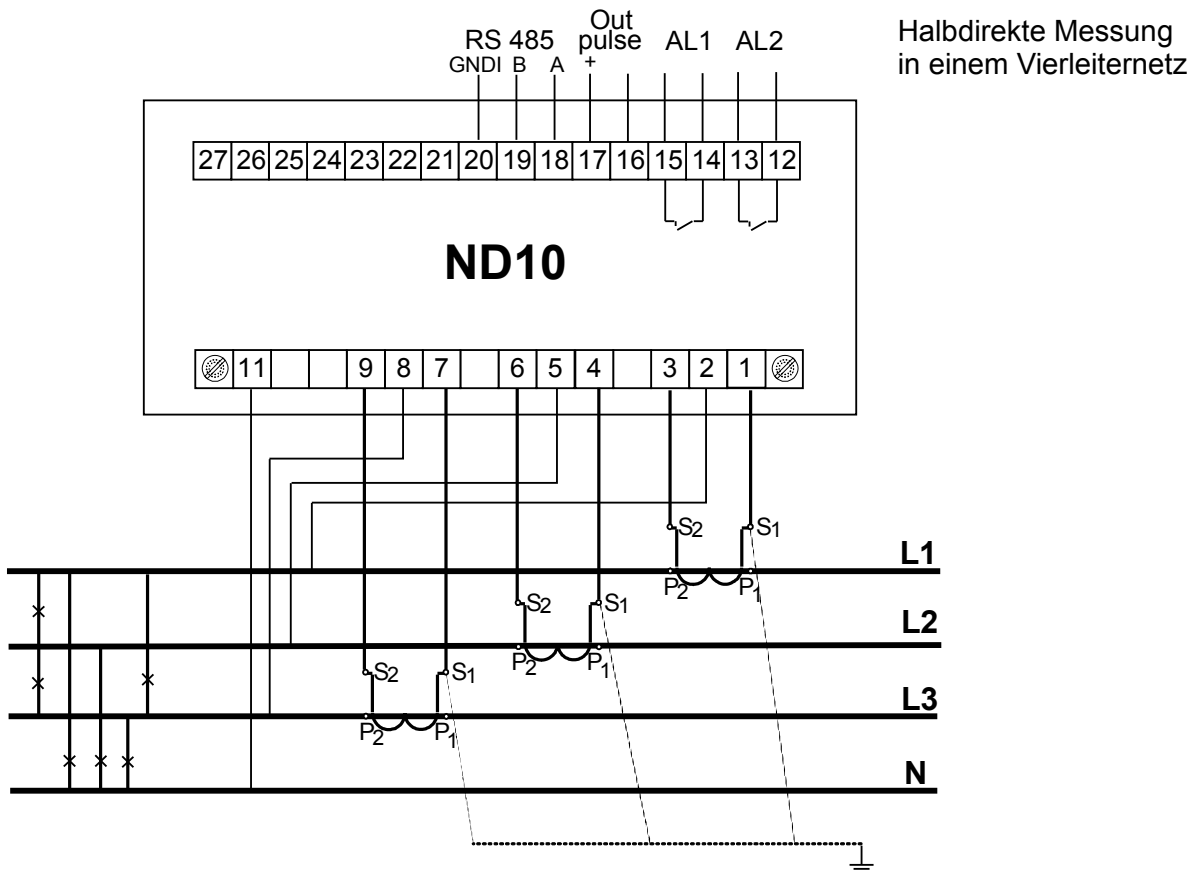 Out
RS 485 pulse AL1 AL2
GNDI B A +
Halbdirekte Messung
in einem Vierleiternetz
27 26 25 24 23 22 21 20 19 18 17 16 15 14 13 12
ND10
11 9 8 7 6 5 4 3 2 1
S2 S1
L1
P2 P1
S2 S1
L2
P2 P1
S2 S1
L3
P2 P1
N